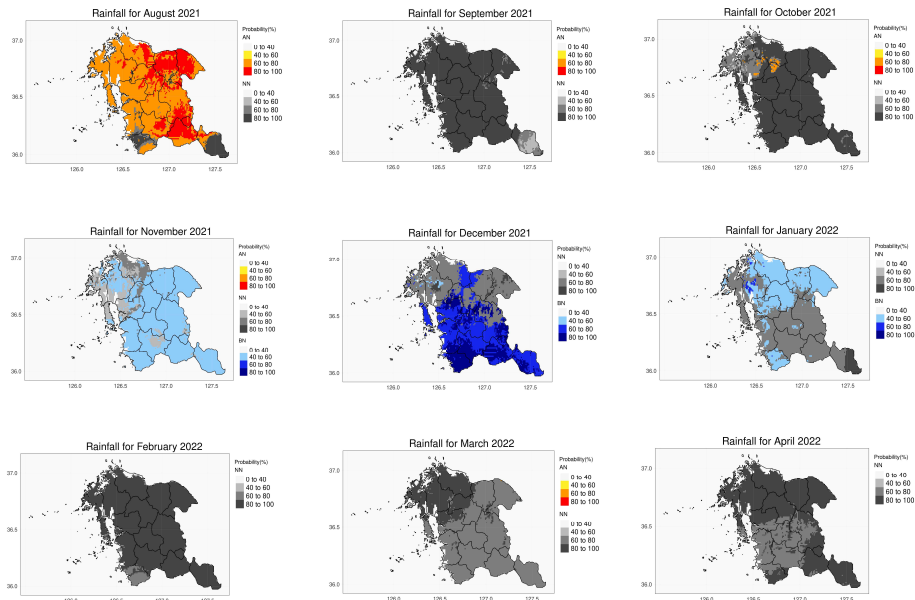 Rainfall for August 2021
Probability(%)
AN
0 to 40
40 to 60
60 to 80
80 to 100
NN
0 to 40
40 to 60
60 to 80
80 to 100
37.0
36.5
36.0
126.0
126.5
127.0
127.5
Rainfall for September 2021
Probability(%)
NN
0 to 40
40 to 60
60 to 80
80 to 100
37.0
36.5
36.0
126.0
126.5
127.0
127.5
Rainfall for October 2021
Probability(%)
AN
0 to 40
40 to 60
60 to 80
80 to 100
NN
0 to 40
40 to 60
60 to 80
80 to 100
37.0
36.5
36.0
126.0
126.5
127.0
127.5
Rainfall for November 2021
Probability(%)
AN
0 to 40
40 to 60
60 to 80
80 to 100
NN
0 to 40
40 to 60
60 to 80
80 to 100
BN
0 to 40
40 to 60
60 to 80
80 to 100
37.0
36.5
36.0
126.0
126.5
127.0
127.5
Rainfall for December 2021
Probability(%)
NN
0 to 40
40 to 60
60 to 80
80 to 100
BN
0 to 40
40 to 60
60 to 80
80 to 100
37.0
36.5
36.0
126.0
126.5
127.0
127.5
Rainfall for January 2022
Probability(%)
NN
0 to 40
40 to 60
60 to 80
80 to 100
BN
0 to 40
40 to 60
60 to 80
80 to 100
37.0
36.5
36.0
126.0
126.5
127.0
127.5
Rainfall for February 2022
Probability(%)
NN
0 to 40
40 to 60
60 to 80
80 to 100
37.0
36.5
36.0
Rainfall for March 2022
Probability(%)
AN
0 to 40
40 to 60
60 to 80
80 to 100
NN
0 to 40
40 to 60
60 to 80
80 to 100
37.0
36.5
36.0
126.0
126.5
127.0
127.5
Rainfall for April 2022
Probability(%)
NN
0 to 40
40 to 60
60 to 80
80 to 100
37.0
36.5
36.0
126.0
126.5
127.0
127.5